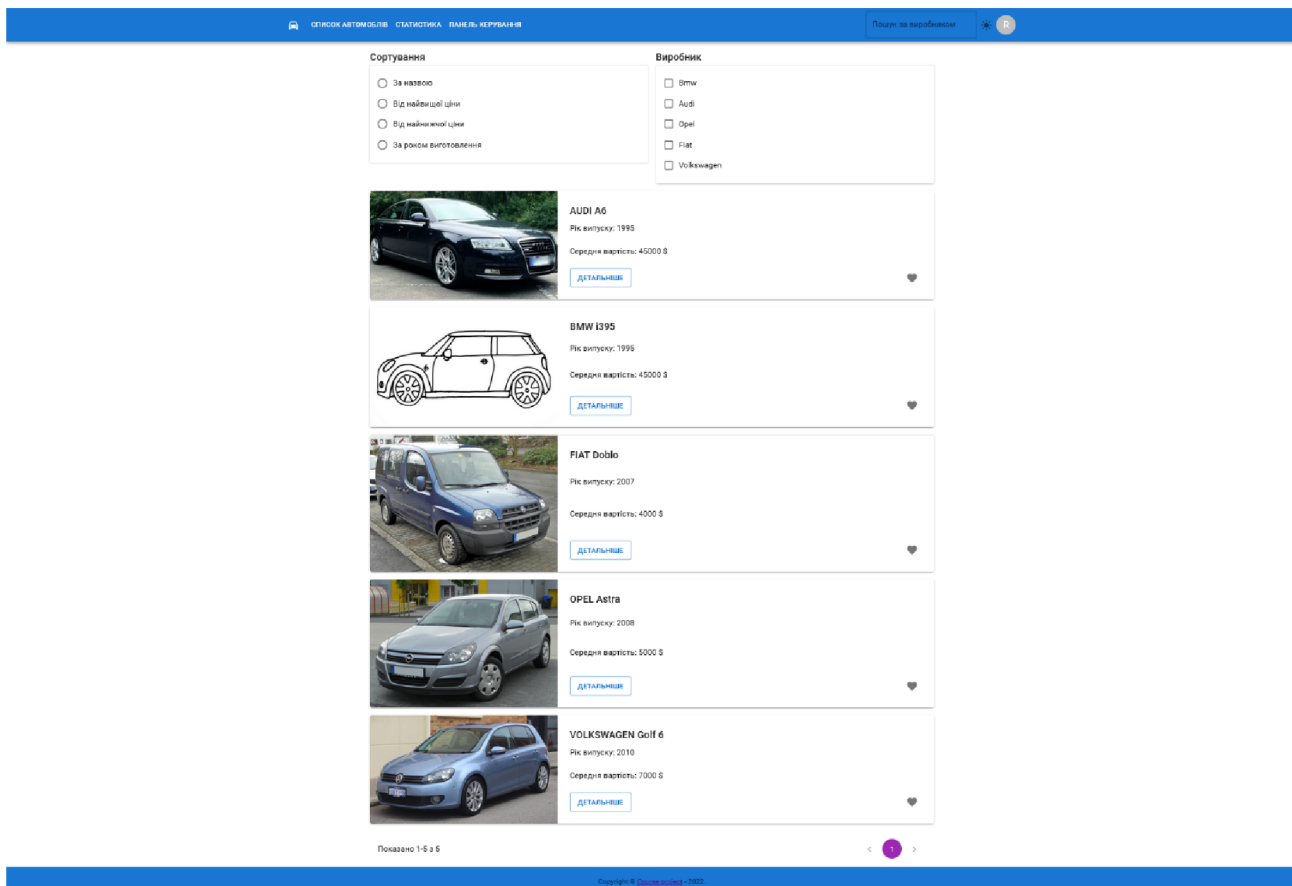 СПИСОК АВТОМОБЛІВ СТАТИСТИКА ПАНЕЛЬ КЕРУВАННЯ Пошук за виробником R
Сортування
За назвою
Від найвищої ціни
Від найнижчої ціни
За роком виготовлення
Виробник
Bmw
Audi
Opel
Fiat
Volkswagen
AUDI A6
Рік випуску: 1995
Середня вартість: 45000 $
ДЕТАЛЬНІШЕ
BMW i395
Рік випуску: 1995
Середня вартість: 45000 $
ДЕТАЛЬНІШЕ
FIAT Doblo
Рік випуску: 2007
Середня вартість: 4000 $
ДЕТАЛЬНІШЕ
OPEL Astra
Рік випуску: 2008
Середня вартість: 5000 $
ДЕТАЛЬНІШЕ
VOLKSWAGEN Golf 6
Рік випуску: 2010
Середня вартість: 7000 $
ДЕТАЛЬНІШЕ
Показано 1-5 з 5 < 1 >
Copyright © Course project - 2022.